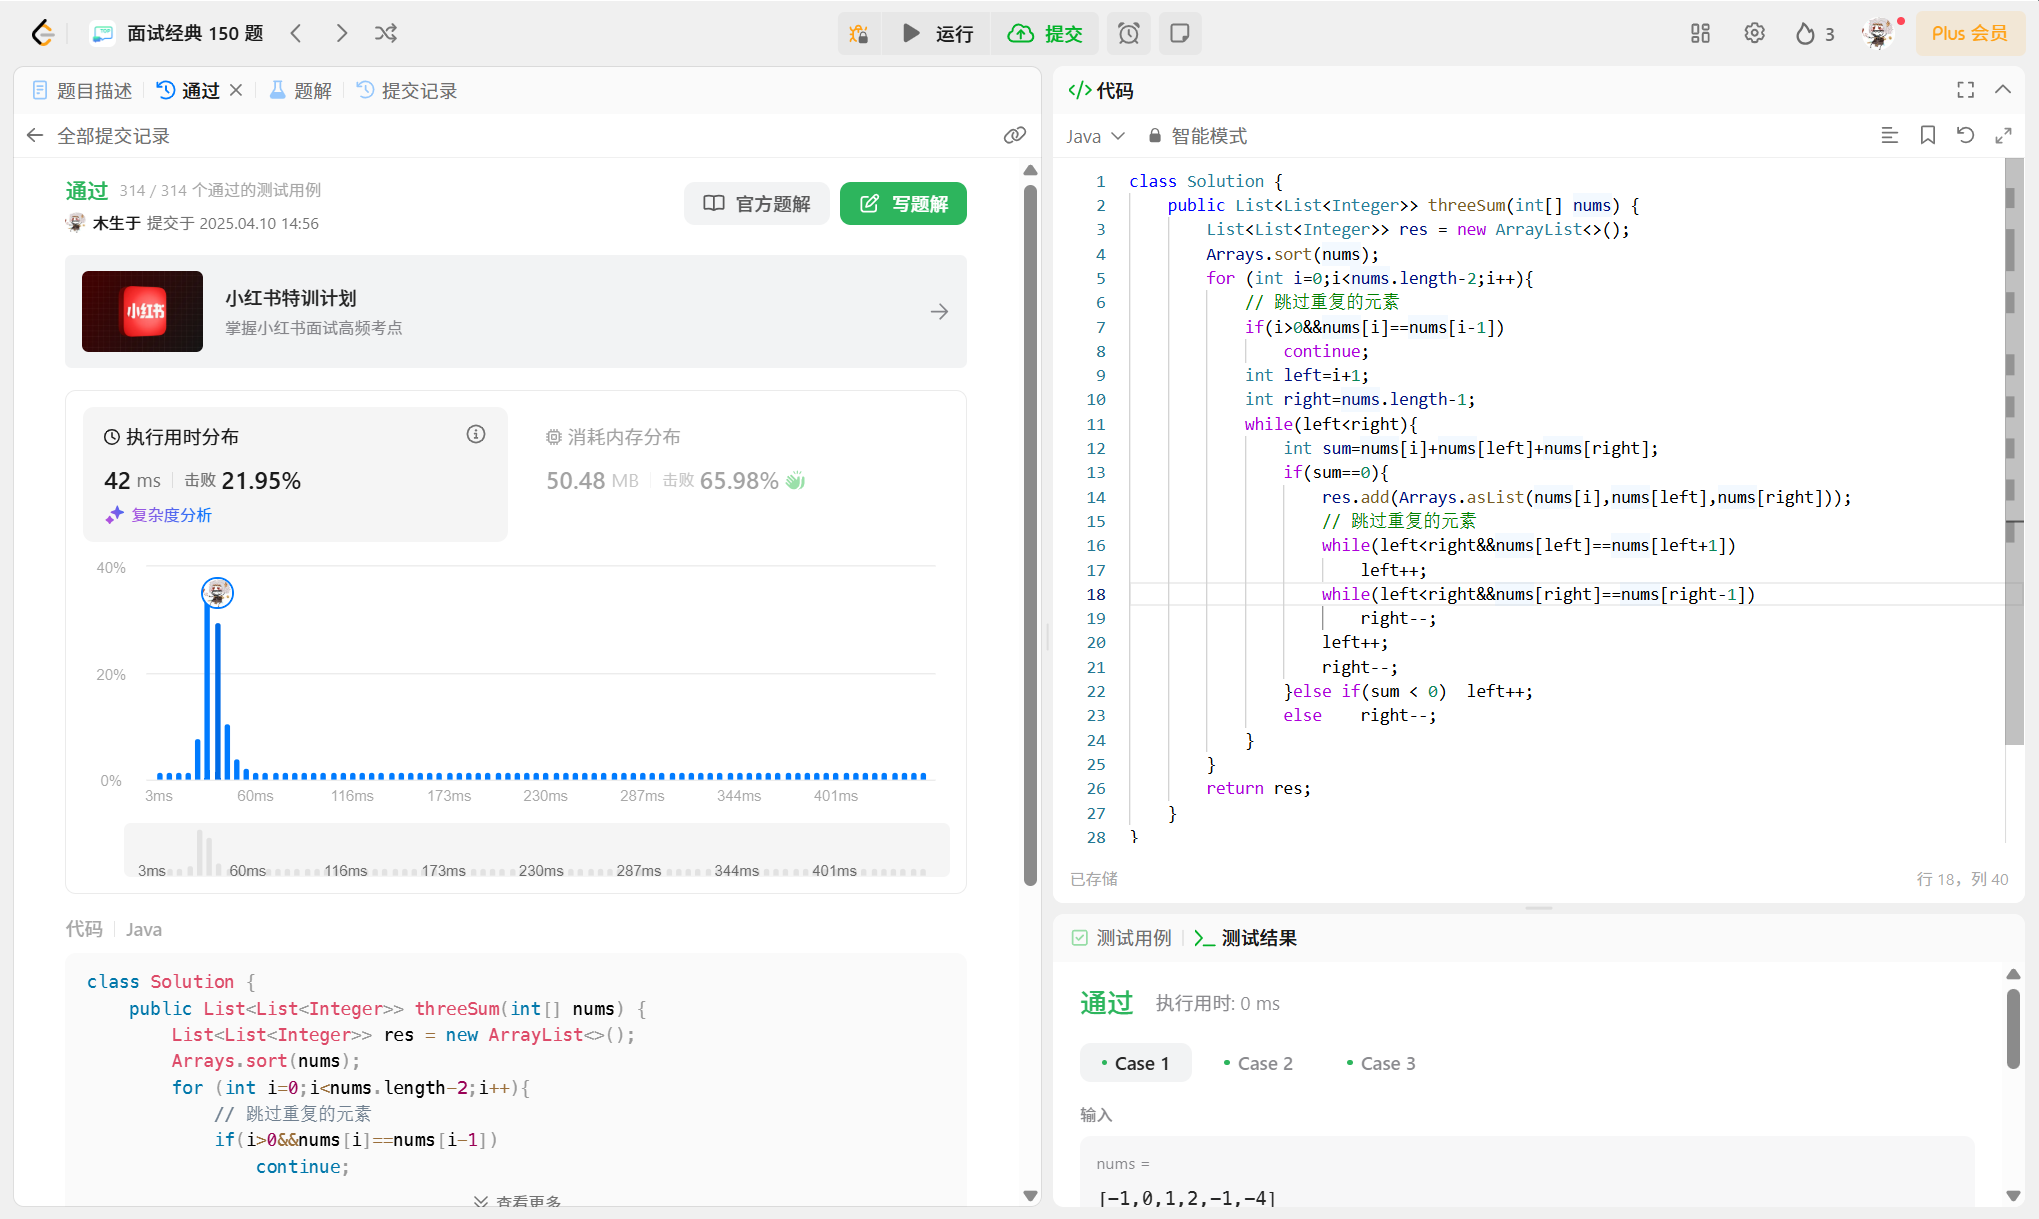 面试经典 150 题
运行
提交
3
Plus 会员
题目描述
通过
题解
提交记录
全部提交记录
通过 314 / 314 个通过的测试用例
木生于 提交于 2025.04.10 14:56
官方题解
写题解
小红书
小红书特训计划
掌握小红书面试高频考点
执行用时分布
42 ms 击败 21.95%
复杂度分析
消耗内存分布
50.48 MB 击败 65.98%
40%
20%
0%
3ms 60ms 116ms 173ms 230ms 287ms 344ms 401ms
3ms 60ms 116ms 173ms 230ms 287ms 344ms 401ms
代码 Java
class Solution {
    public List<List<Integer>> threeSum(int[] nums) {
        List<List<Integer>> res = new ArrayList<>();
        Arrays.sort(nums);
        for (int i=0;i<nums.length-2;i++){
            // 跳过重复的元素
            if(i>0&&nums[i]==nums[i-1])
                continue;
查看更多
</>代码
Java 智能模式
1 class Solution {
2     public List<List<Integer>> threeSum(int[] nums) {
3         List<List<Integer>> res = new ArrayList<>();
4         Arrays.sort(nums);
5         for (int i=0;i<nums.length-2;i++){
6             // 跳过重复的元素
7             if(i>0&&nums[i]==nums[i-1])
8                 continue;
9             int left=i+1;
10             int right=nums.length-1;
11             while(left<right){
12                 int sum=nums[i]+nums[left]+nums[right];
13                 if(sum==0){
14                     res.add(Arrays.asList(nums[i],nums[left],nums[right]));
15                     // 跳过重复的元素
16                     while(left<right&&nums[left]==nums[left+1])
17                         left++;
18                     while(left<right&&nums[right]==nums[right-1])
19                         right--;
20                     left++;
21                     right--;
22                 }else if(sum < 0)  left++;
23                 else    right--;
24             }
25         }
26         return res;
27     }
28 }
已存储
行 18，列 40
测试用例
测试结果
通过 执行用时: 0 ms
Case 1
Case 2
Case 3
输入
nums =
[-1,0,1,2,-1,-4]